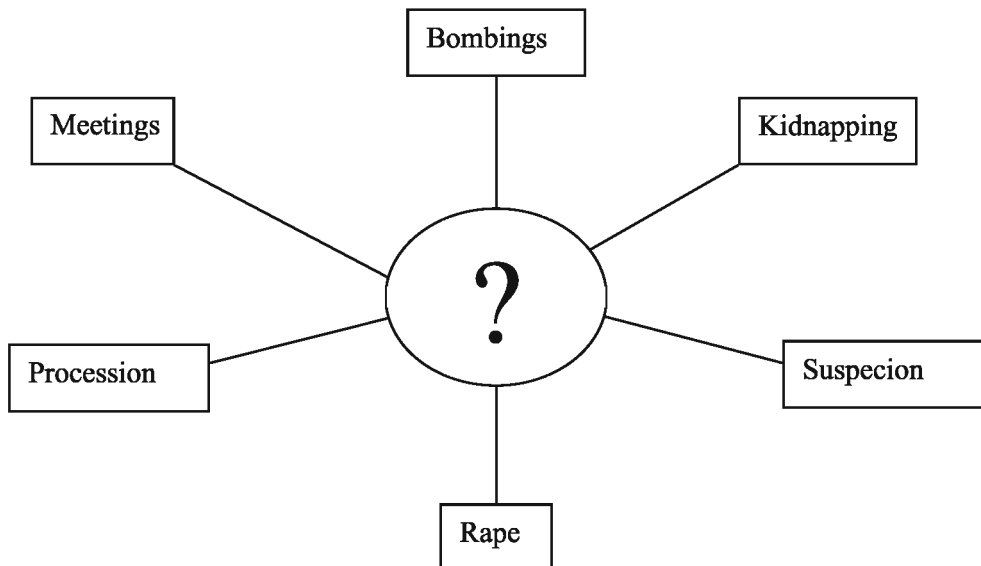 Bombings
Meetings
Kidnapping
?
Procession
Suspecion
Rape